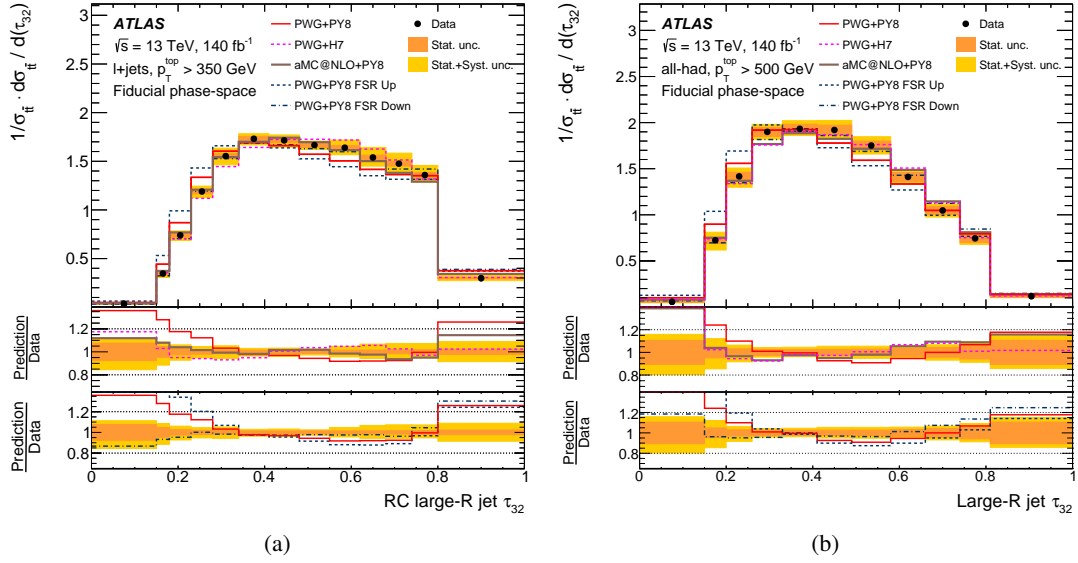 ATLAS
√s = 13 TeV, 140 fb⁻¹
l+jets, p_T^top > 350 GeV
Fiducial phase-space
PWG+PY8
PWG+H7
aMC@NLO+PY8
PWG+PY8 FSR Up
PWG+PY8 FSR Down
Data
Stat. unc.
Stat.+Syst. unc.
1/σ_tt̄ · dσ_tt̄ / d(τ₃₂)
3
2.5
2
1.5
1
0.5
Prediction
Data
1.2
1
0.8
Prediction
Data
1.2
1
0.8
0 0.2 0.4 0.6 0.8 1
RC large-R jet τ₃₂
(a)
ATLAS
√s = 13 TeV, 140 fb⁻¹
all-had, p_T^top > 500 GeV
Fiducial phase-space
PWG+PY8
PWG+H7
aMC@NLO+PY8
PWG+PY8 FSR Up
PWG+PY8 FSR Down
Data
Stat. unc.
Stat.+Syst. unc.
1/σ_tt̄ · dσ_tt̄ / d(τ₃₂)
3
2.5
2
1.5
1
0.5
Prediction
Data
1.2
1
0.8
Prediction
Data
1.2
1
0.8
0 0.2 0.4 0.6 0.8 1
Large-R jet τ₃₂
(b)